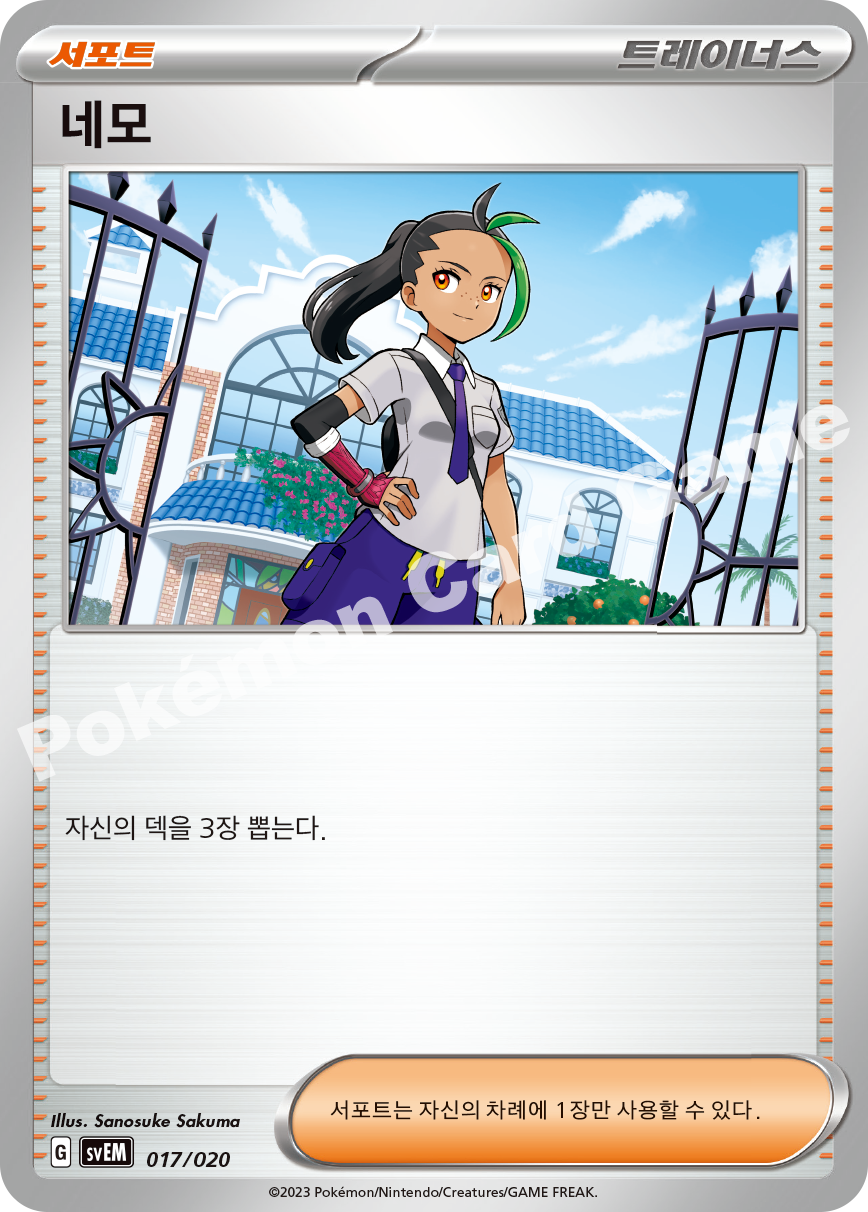 서포트
트레이너스
네모
Pokémon Card Game
자신의 덱을 3장 뽑는다.
서포트는 자신의 차례에 1장만 사용할 수 있다.
Illus. Sanosuke Sakuma
G svEM 017/020
©2023 Pokémon/Nintendo/Creatures/GAME FREAK.